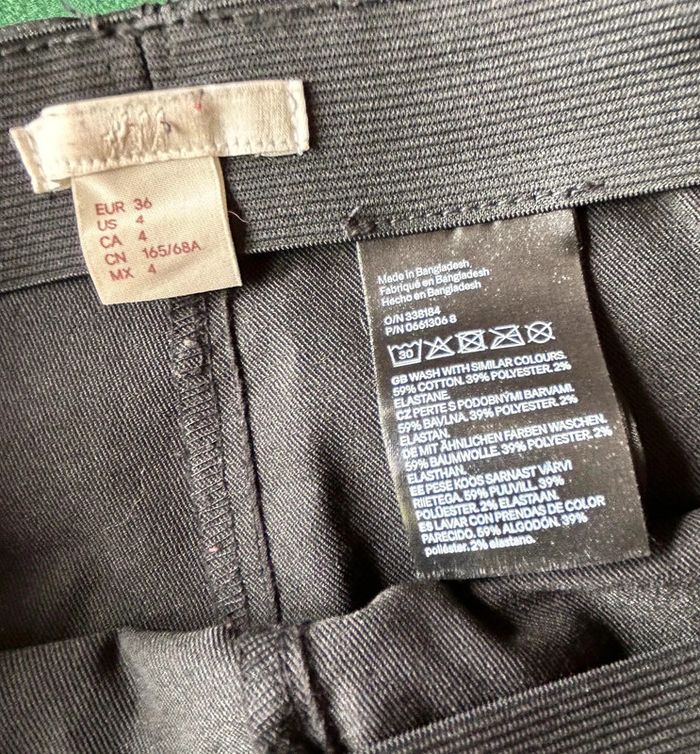 H&M
EUR 36
US 4
CA 4
CN 165/68A
MX 4
Made in Bangladesh
Fabriqué en Bangladesh
Hecho en Bangladesh
O/N 338184
P/N 0661306 8
30
GB WASH WITH SIMILAR COLOURS.
59% COTTON. 39% POLYESTER. 2%
ELASTANE.
CZ PERTE S PODOBNÝMI BARVAMI.
59% BAVLNA. 39% POLYESTER. 2%
ELASTAN.
DE MIT ÄHNLICHEN FARBEN WASCHEN.
59% BAUMWOLLE. 39% POLYESTER. 2%
ELASTHAN.
EE PESE KOOS SARNAST VÄRVI
RIIETEGA. 59% PUUVILL. 39%
POLÜESTER. 2% ELASTAAN.
ES LAVAR CON PRENDAS DE COLOR
PARECIDO. 59% ALGODÓN. 39%
poliéster. 2% elastano.